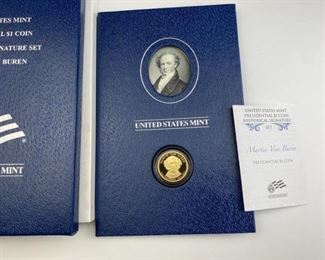 S MINT
$1 COIN
NATURE SET
BUREN
MINT
UNITED STATES MINT
UNITED STATES MINT
PRESIDENTIAL $1 COIN
HISTORICAL SIGNATURE
SET
Martin Van Buren
PRESIDENTIAL $1 COIN